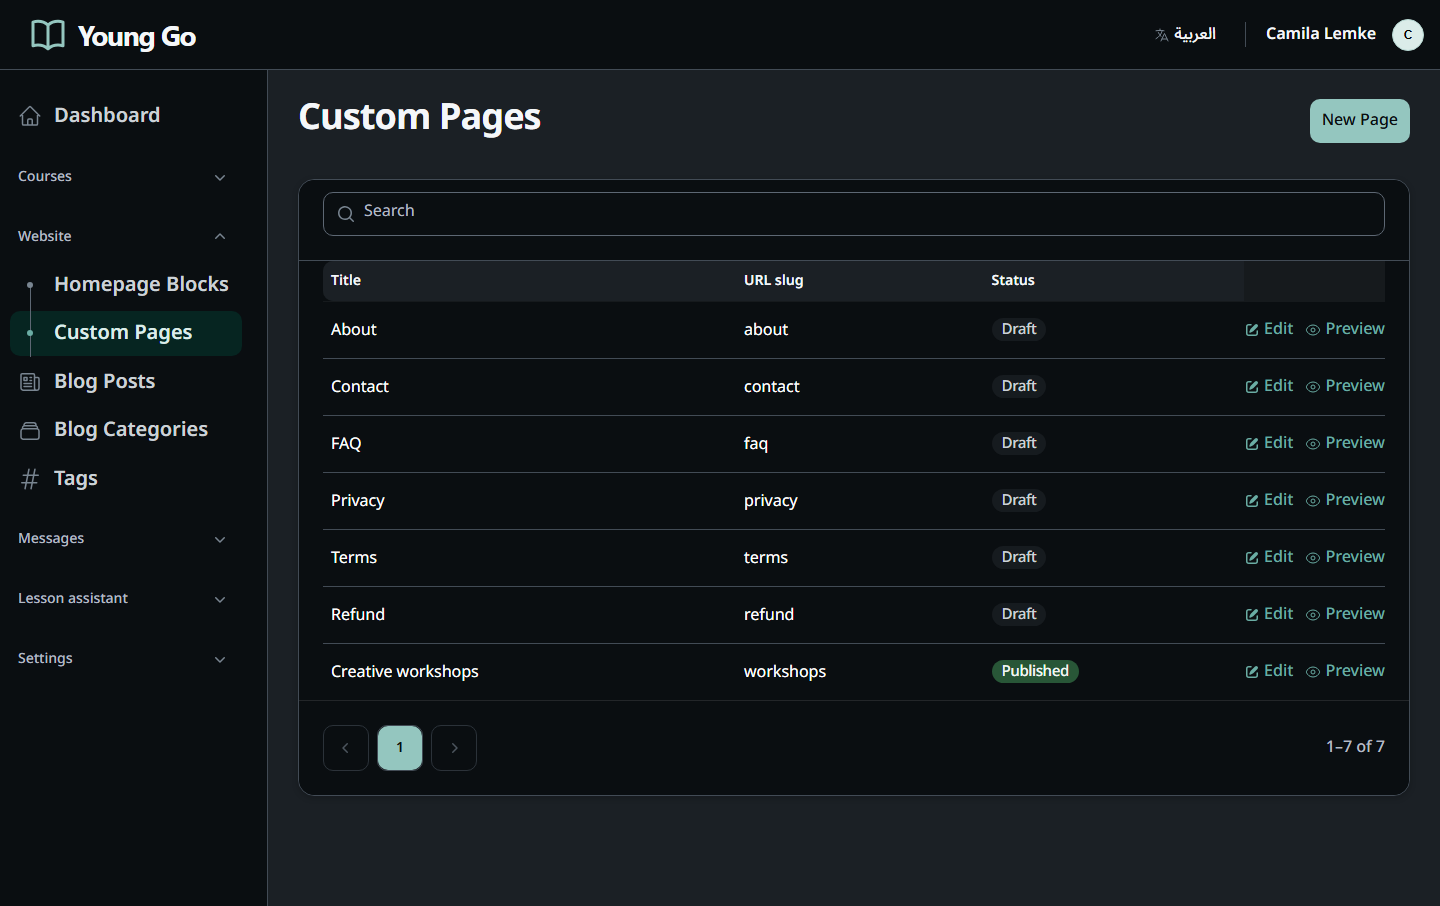 Young Go
العربية
Camila Lemke
C
Dashboard
Courses
Website
Homepage Blocks
Custom Pages
Blog Posts
Blog Categories
Tags
Messages
Lesson assistant
Settings
Custom Pages
New Page
Search
Title URL slug Status
About about Draft Edit Preview
Contact contact Draft Edit Preview
FAQ faq Draft Edit Preview
Privacy privacy Draft Edit Preview
Terms terms Draft Edit Preview
Refund refund Draft Edit Preview
Creative workshops workshops Published Edit Preview
1
1–7 of 7